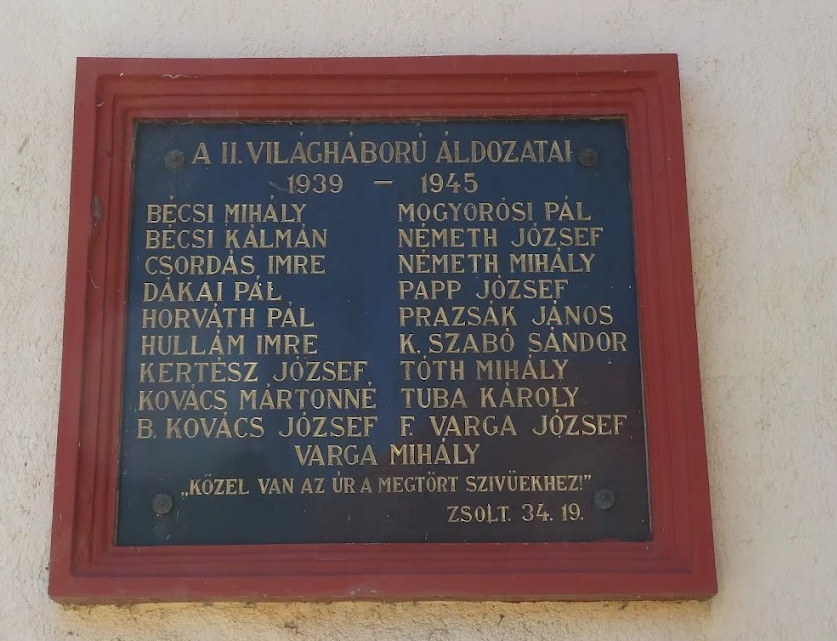 A II. VILÁGHÁBORÚ ÁLDOZATAI
1939 – 1945
BÉCSI MIHÁLY
BÉCSI KÁLMÁN
CSORDÁS IMRE
DÁKAI PÁL
HORVÁTH PÁL
HULLÁM IMRE
KERTÉSZ JÓZSEF
KOVÁCS MÁRTONNÉ
B. KOVÁCS JÓZSEF
MOGYORÓSI PÁL
NÉMETH JÓZSEF
NÉMETH MIHÁLY
PAPP JÓZSEF
PRAZSÁK JÁNOS
K. SZABÓ SÁNDOR
TÓTH MIHÁLY
TUBA KÁROLY
F. VARGA JÓZSEF
VARGA MIHÁLY
„KÖZEL VAN AZ ÚR A MEGTÖRT SZIVÜEKHEZ!”
ZSOLT. 34. 19.